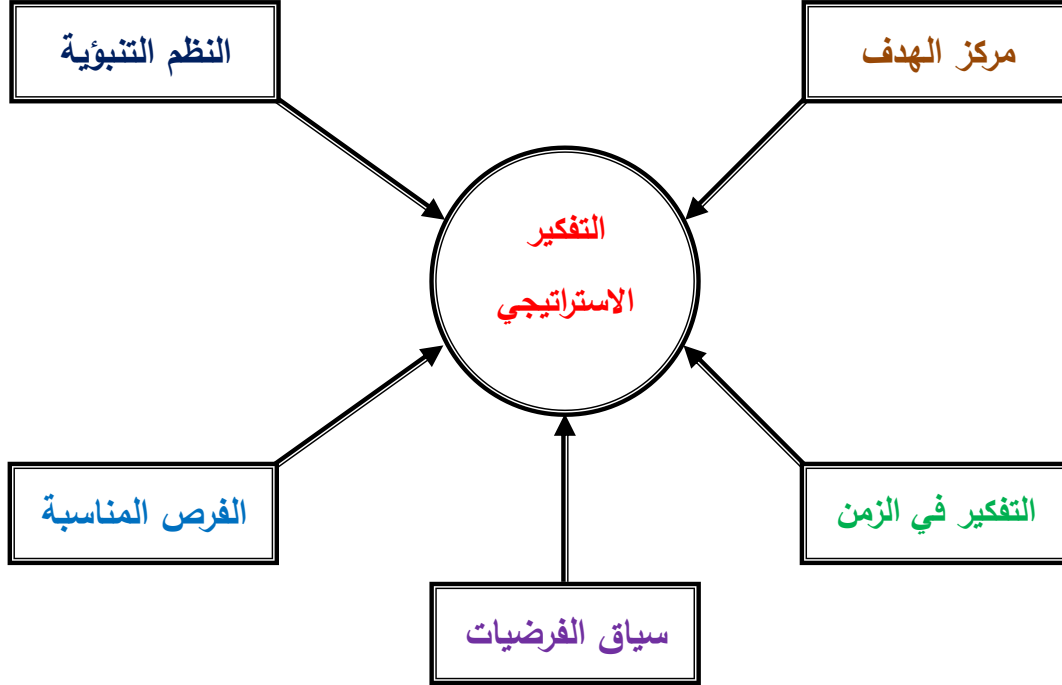 مركز الهدف
النظم التنبؤية
التفكير
الاستراتيجي
التفكير في الزمن
الفرص المناسبة
سياق الفرضيات